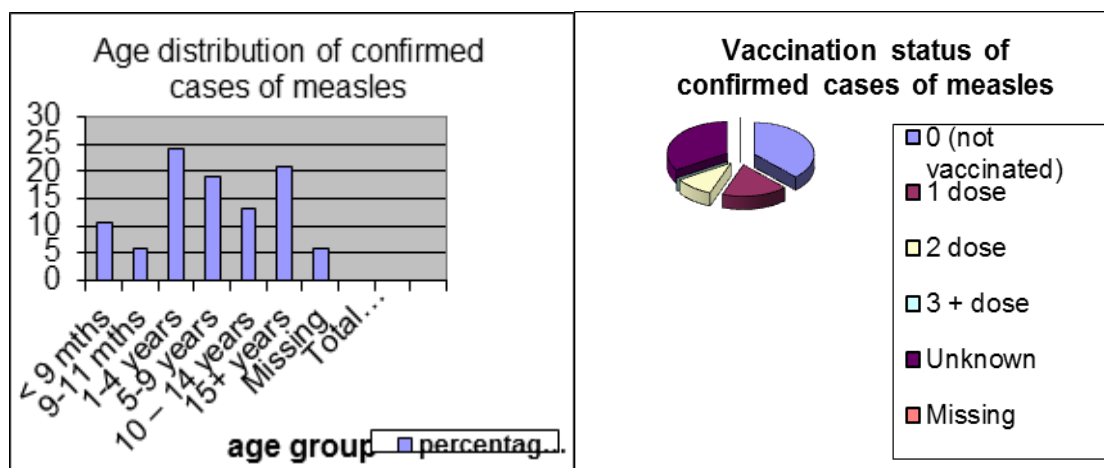 Age distribution of confirmed
cases of measles
30
25
20
15
10
5
0
< 9 mths
9-11 mths
1-4 years
5-9 years
10 – 14 years
15+ years
Missing
Total…
age group
percentag…
Vaccination status of
confirmed cases of measles
0 (not
vaccinated)
1 dose
2 dose
3 + dose
Unknown
Missing